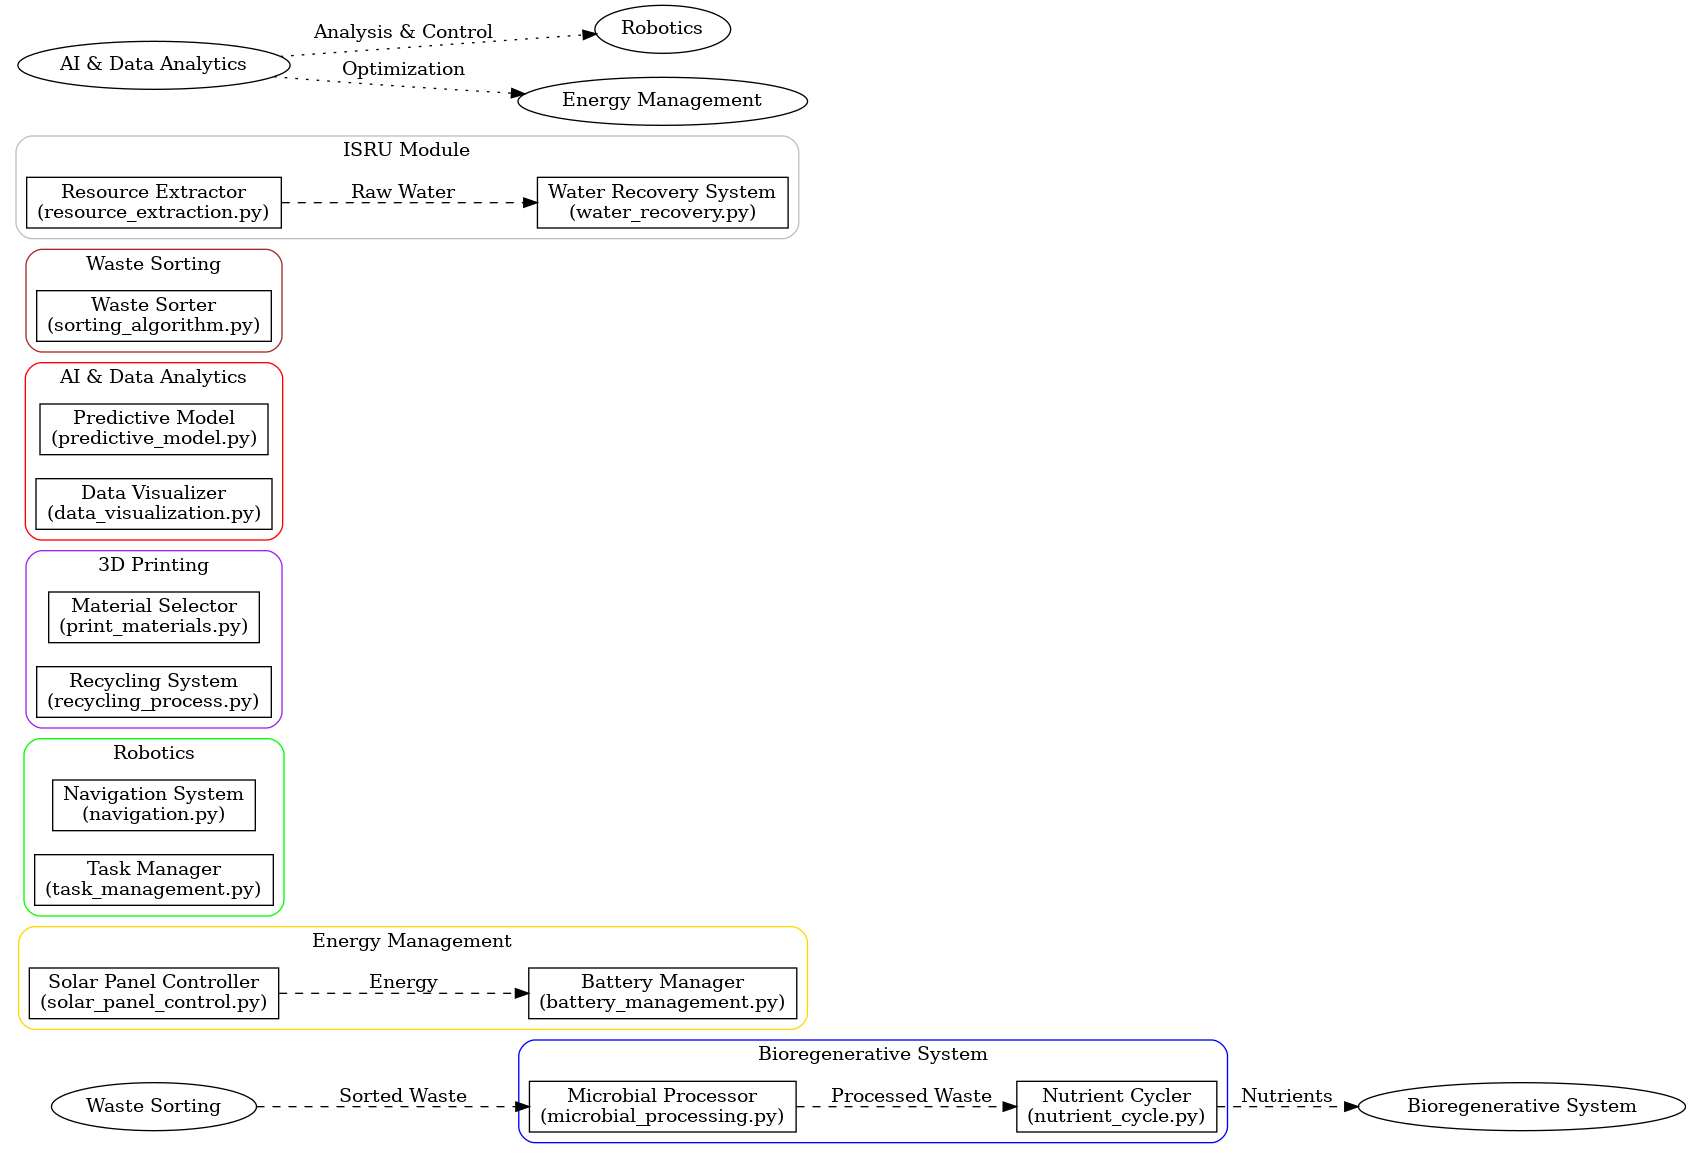 Analysis & Control
Robotics
AI & Data Analytics
Optimization
Energy Management
ISRU Module
Resource Extractor
(resource_extraction.py)
Raw Water
Water Recovery System
(water_recovery.py)
Waste Sorting
Waste Sorter
(sorting_algorithm.py)
AI & Data Analytics
Predictive Model
(predictive_model.py)
Data Visualizer
(data_visualization.py)
3D Printing
Material Selector
(print_materials.py)
Recycling System
(recycling_process.py)
Robotics
Navigation System
(navigation.py)
Task Manager
(task_management.py)
Energy Management
Solar Panel Controller
(solar_panel_control.py)
Energy
Battery Manager
(battery_management.py)
Bioregenerative System
Waste Sorting
Sorted Waste
Microbial Processor
(microbial_processing.py)
Processed Waste
Nutrient Cycler
(nutrient_cycle.py)
Nutrients
Bioregenerative System